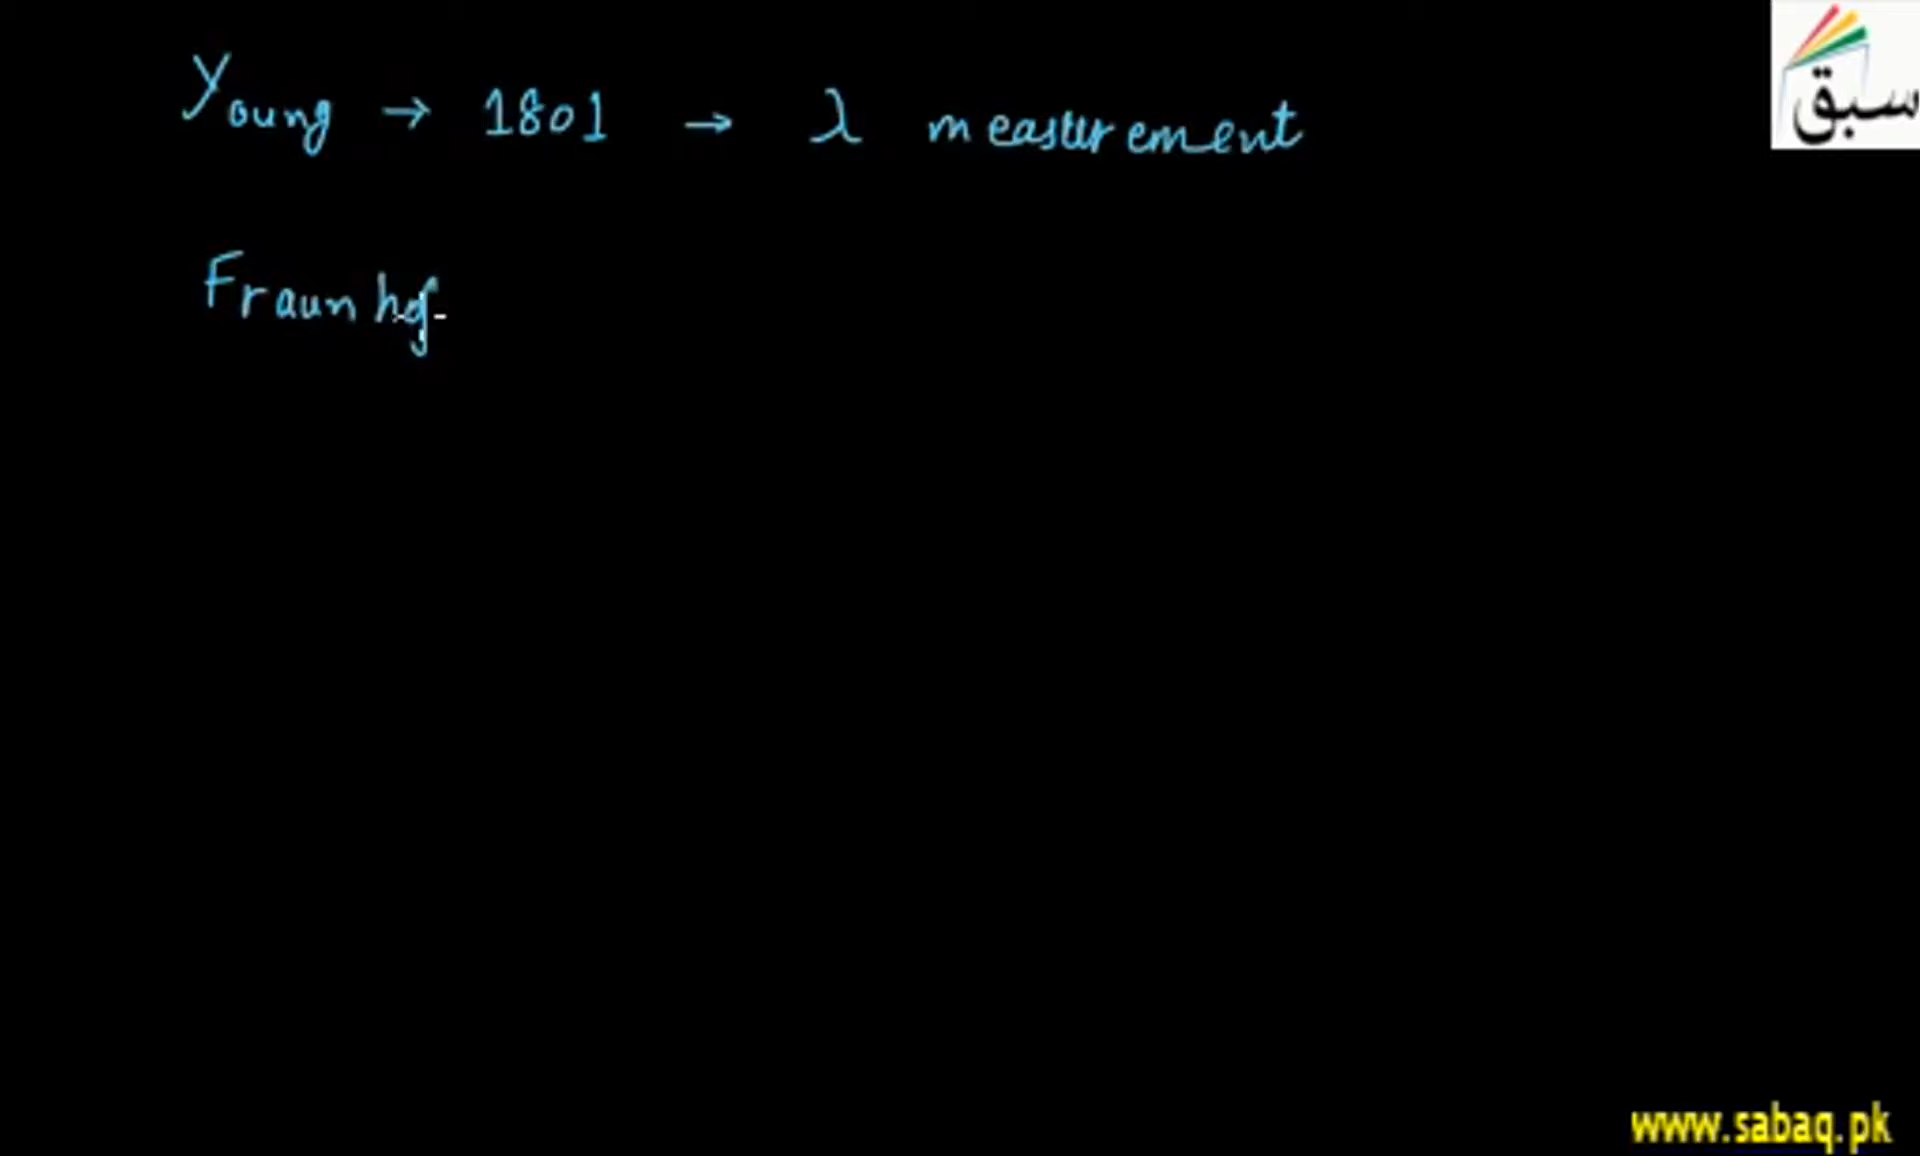 Young → 1801 → λ measurement
سبق
Fraunhof
www.sabaq.pk